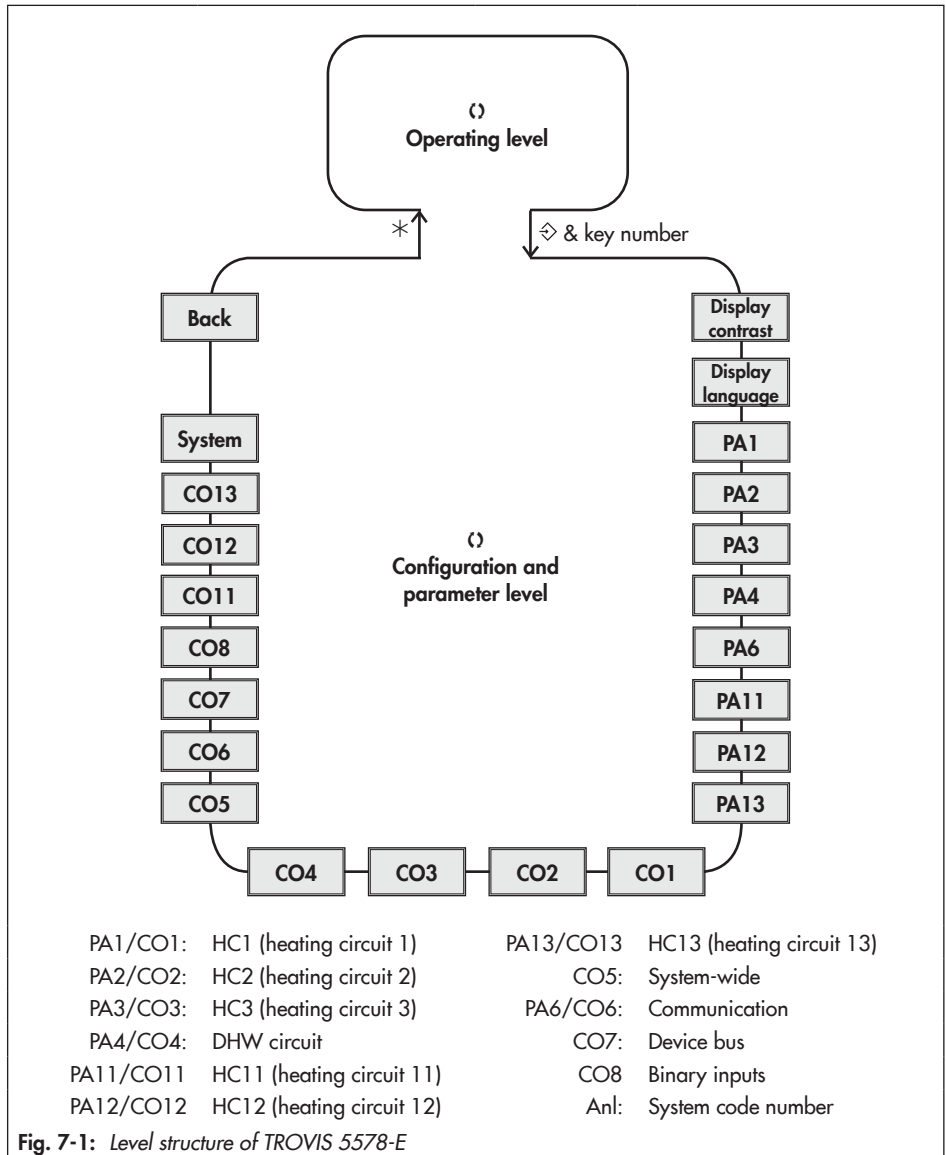 Operating level
* & key number
Back
Display
contrast
Display
language
System
PA1
CO13
PA2
CO12
PA3
Configuration and
parameter level
CO11
PA4
CO8
PA6
CO7
PA11
CO6
PA12
CO5
PA13
CO4 CO3 CO2 CO1
PA1/CO1: HC1 (heating circuit 1)
PA2/CO2: HC2 (heating circuit 2)
PA3/CO3: HC3 (heating circuit 3)
PA4/CO4: DHW circuit
PA11/CO11 HC11 (heating circuit 11)
PA12/CO12 HC12 (heating circuit 12)
PA13/CO13 HC13 (heating circuit 13)
CO5: System-wide
PA6/CO6: Communication
CO7: Device bus
CO8 Binary inputs
Anl: System code number
Fig. 7-1: Level structure of TROVIS 5578-E